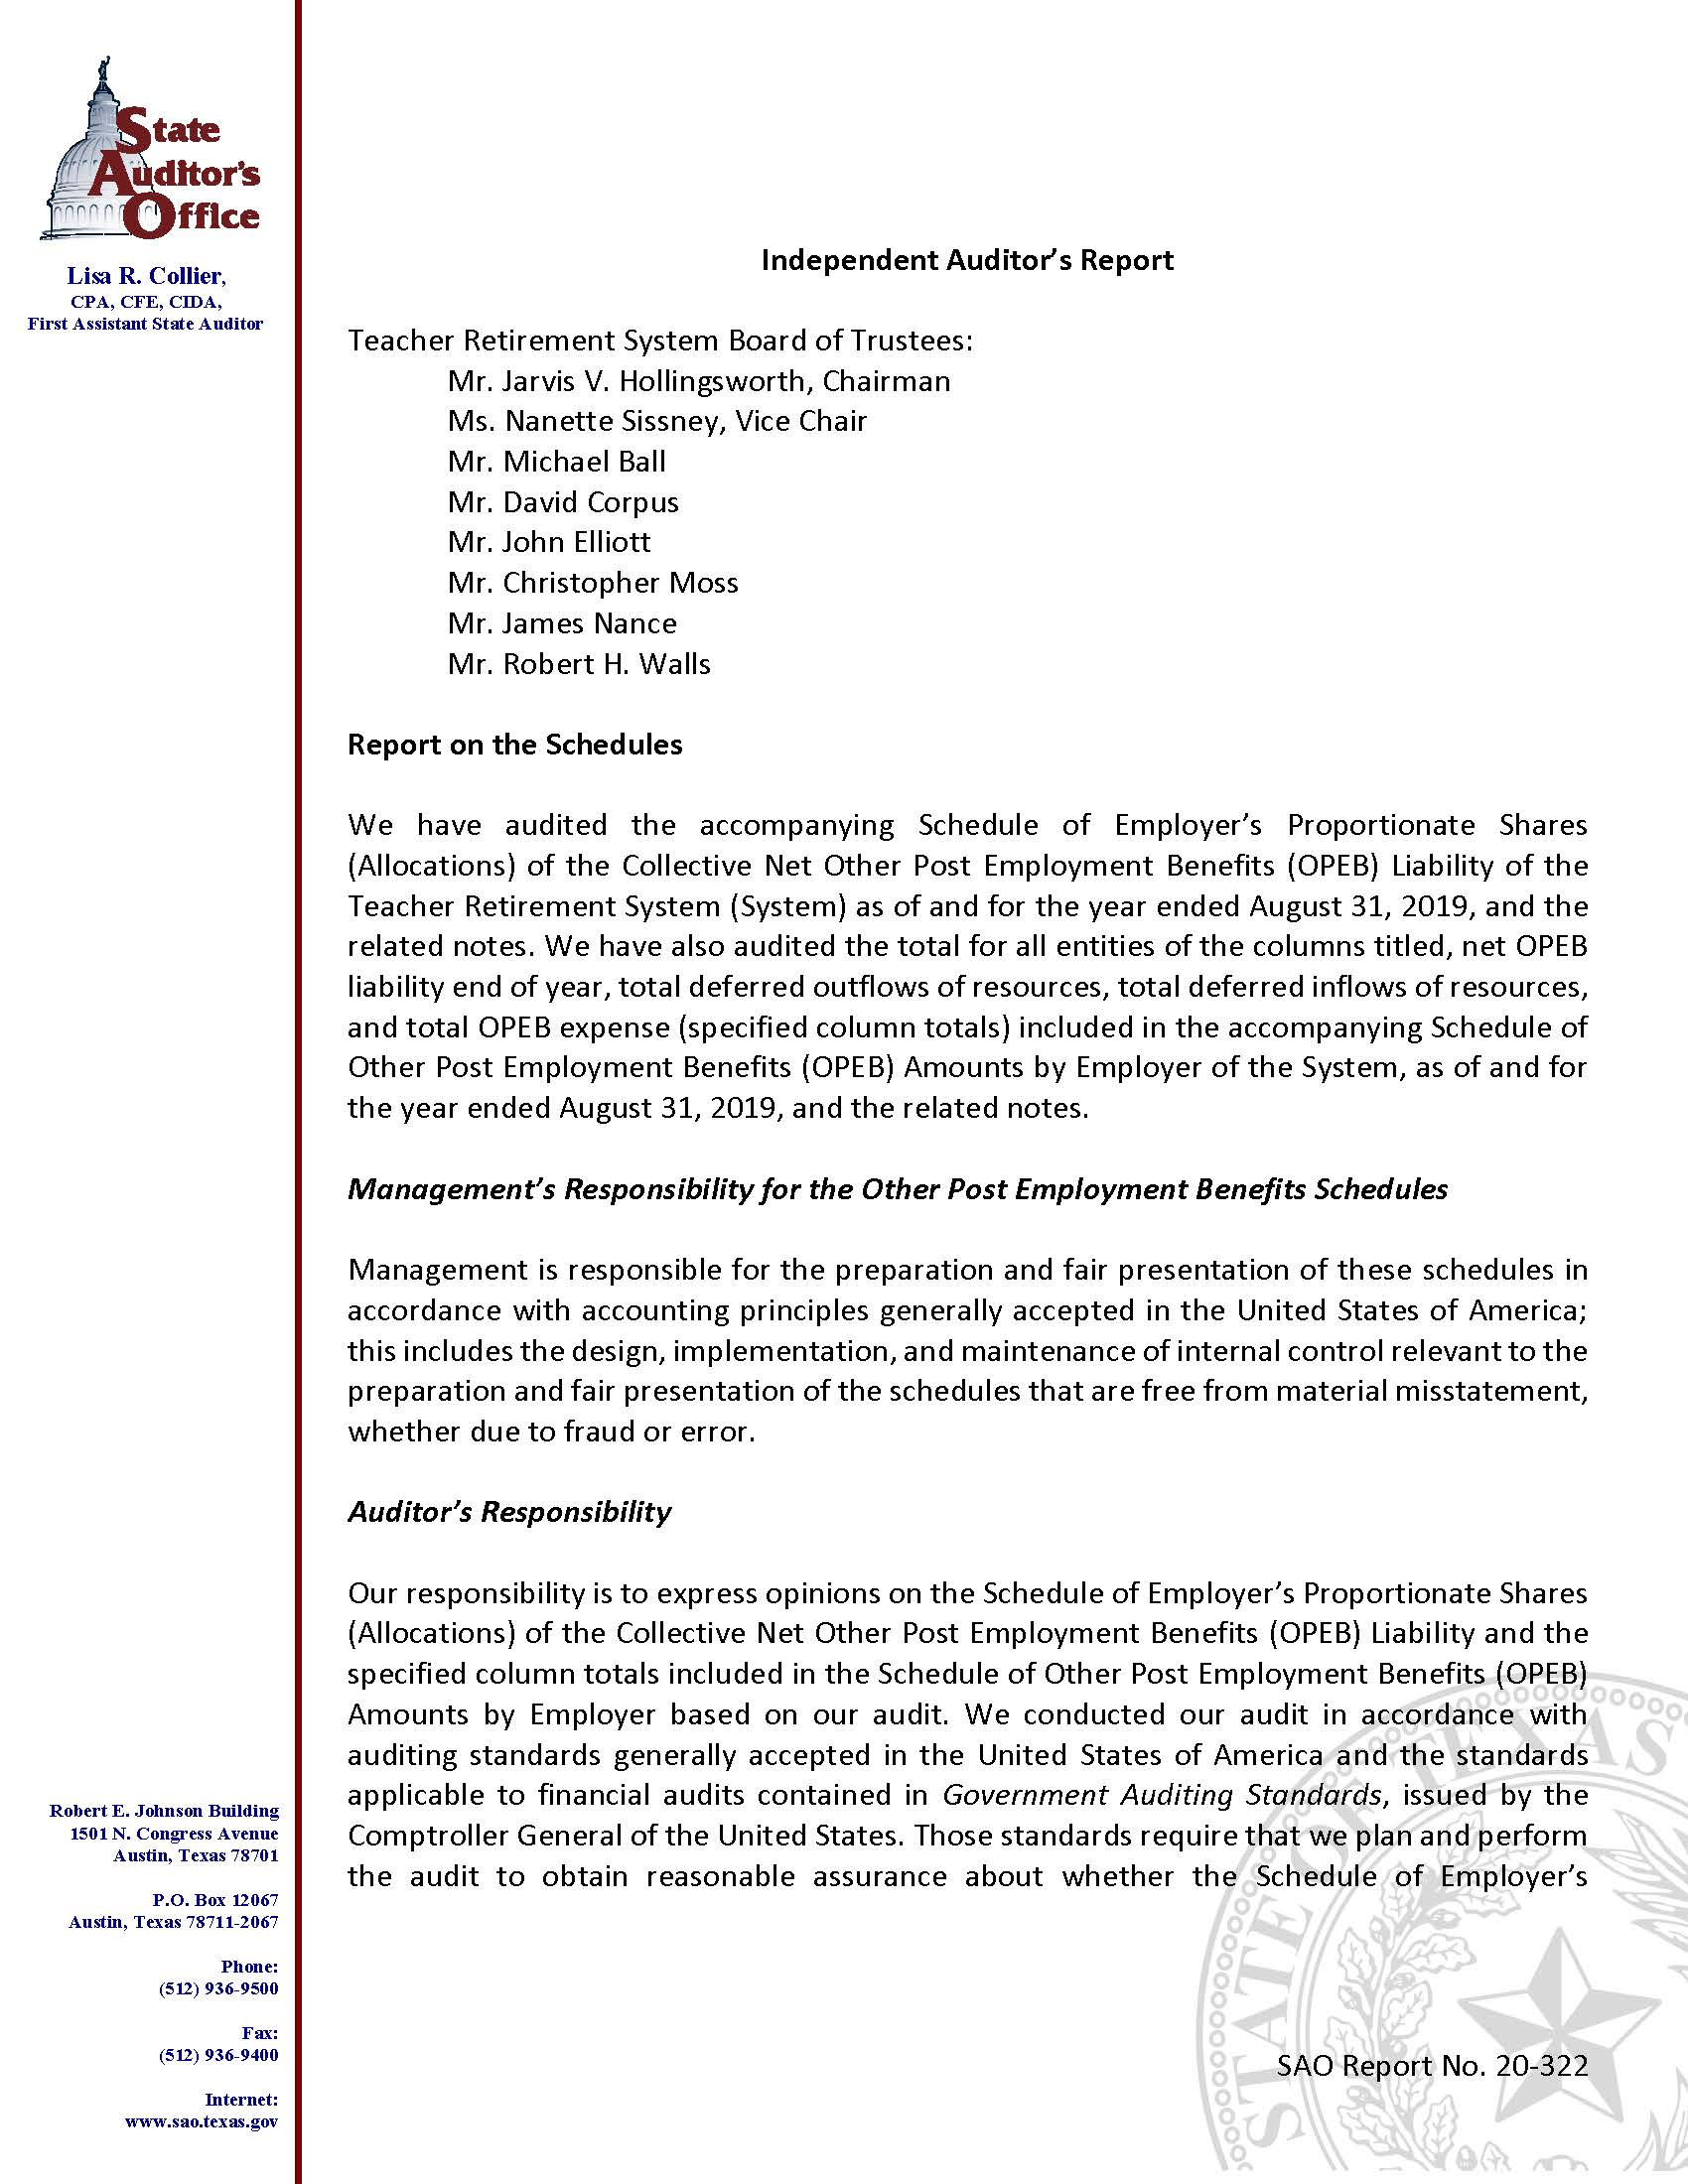 State
Auditor's
Office
Lisa R. Collier,
CPA, CFE, CIDA,
First Assistant State Auditor
Independent Auditor's Report
Teacher Retirement System Board of Trustees:
Mr. Jarvis V. Hollingsworth, Chairman
Ms. Nanette Sissney, Vice Chair
Mr. Michael Ball
Mr. David Corpus
Mr. John Elliott
Mr. Christopher Moss
Mr. James Nance
Mr. Robert H. Walls
Report on the Schedules
We have audited the accompanying Schedule of Employer's Proportionate Shares
(Allocations) of the Collective Net Other Post Employment Benefits (OPEB) Liability of the
Teacher Retirement System (System) as of and for the year ended August 31, 2019, and the
related notes. We have also audited the total for all entities of the columns titled, net OPEB
liability end of year, total deferred outflows of resources, total deferred inflows of resources,
and total OPEB expense (specified column totals) included in the accompanying Schedule of
Other Post Employment Benefits (OPEB) Amounts by Employer of the System, as of and for
the year ended August 31, 2019, and the related notes.
Management's Responsibility for the Other Post Employment Benefits Schedules
Management is responsible for the preparation and fair presentation of these schedules in
accordance with accounting principles generally accepted in the United States of America;
this includes the design, implementation, and maintenance of internal control relevant to the
preparation and fair presentation of the schedules that are free from material misstatement,
whether due to fraud or error.
Auditor's Responsibility
Our responsibility is to express opinions on the Schedule of Employer's Proportionate Shares
(Allocations) of the Collective Net Other Post Employment Benefits (OPEB) Liability and the
specified column totals included in the Schedule of Other Post Employment Benefits (OPEB)
Amounts by Employer based on our audit. We conducted our audit in accordance with
auditing standards generally accepted in the United States of America and the standards
applicable to financial audits contained in Government Auditing Standards, issued by the
Comptroller General of the United States. Those standards require that we plan and perform
the audit to obtain reasonable assurance about whether the Schedule of Employer's
Robert E. Johnson Building
1501 N. Congress Avenue
Austin, Texas 78701
P.O. Box 12067
Austin, Texas 78711-2067
Phone:
(512) 936-9500
Fax:
(512) 936-9400
Internet:
www.sao.texas.gov
STATE OF TEXAS
SAO Report No. 20-322